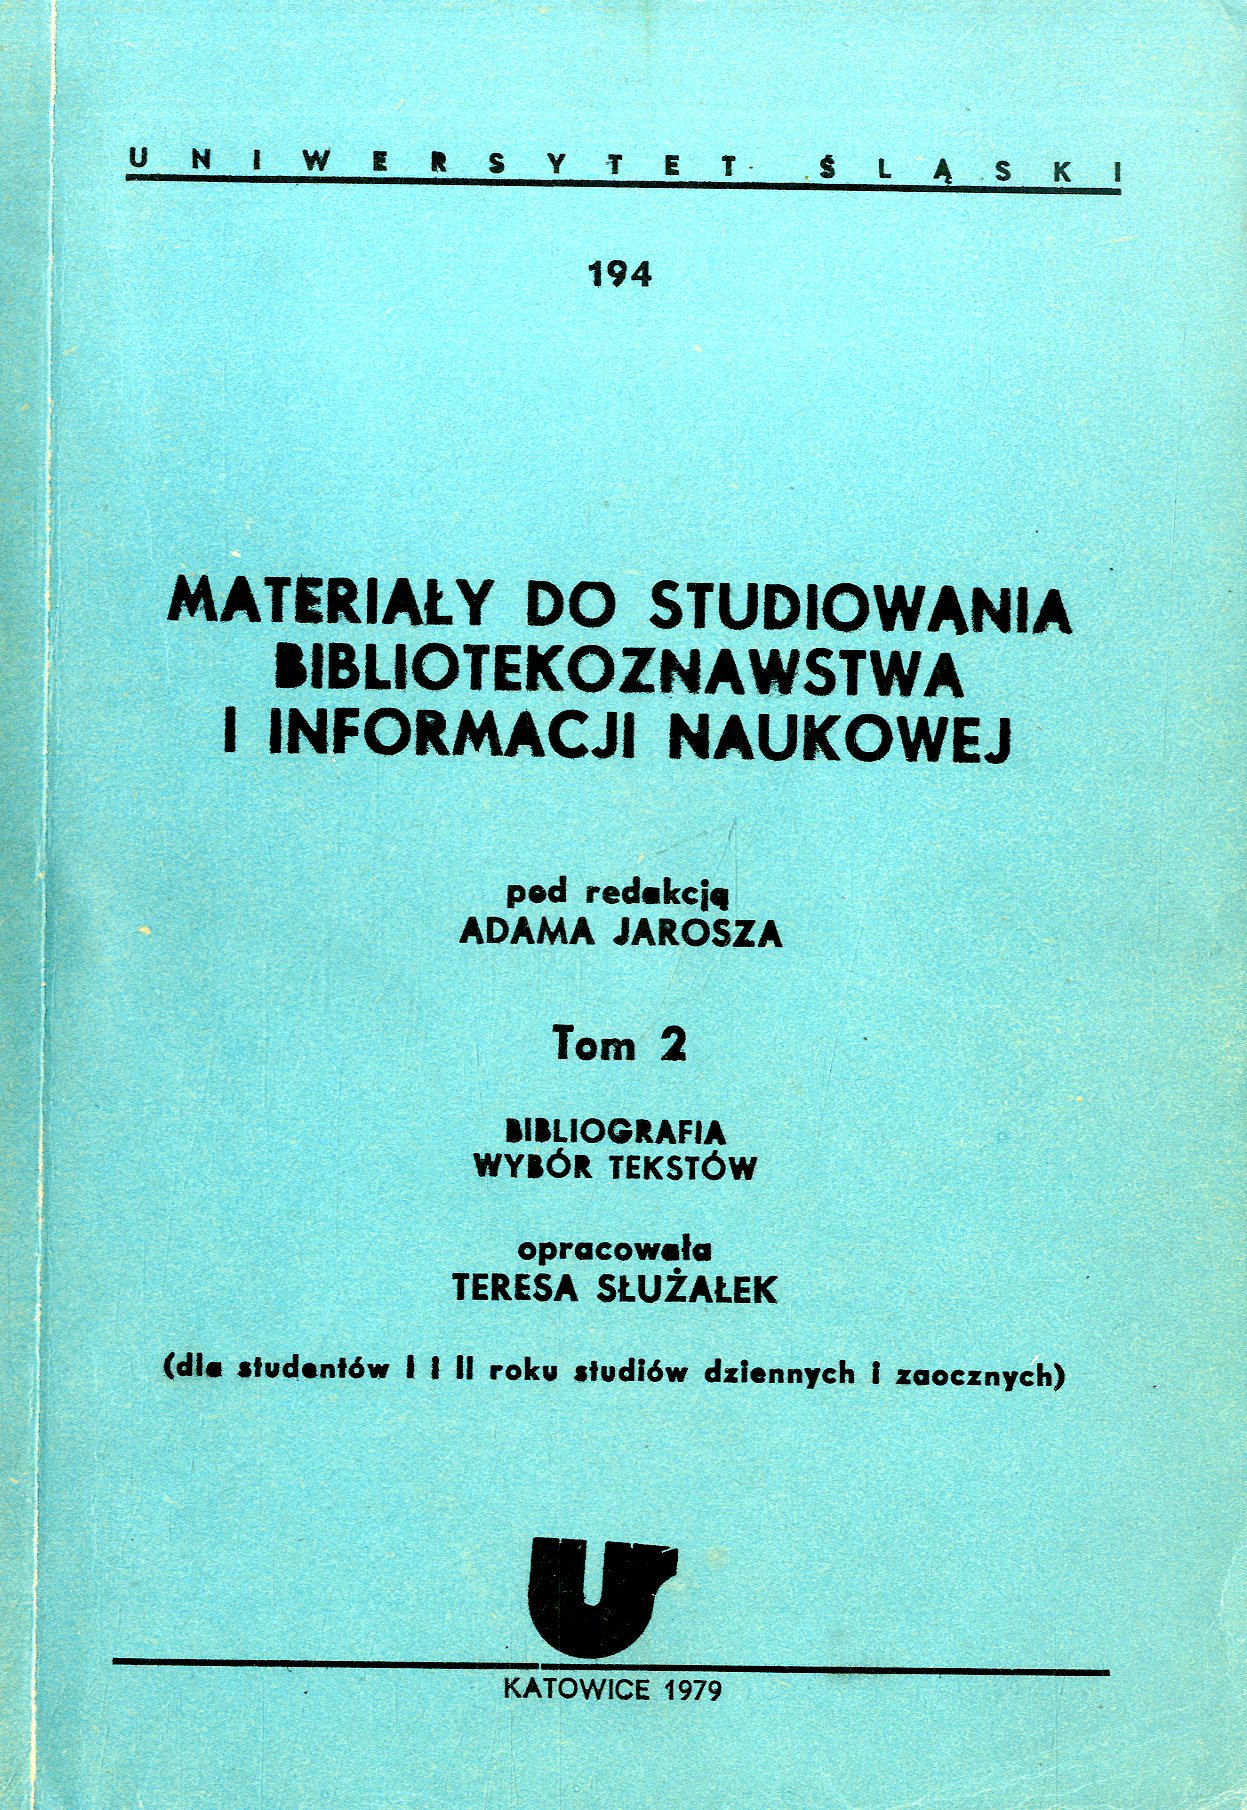 UNIWERSYTET ŚLĄSKI
194
MATERIAŁY DO STUDIOWANIA
BIBLIOTEKOZNAWSTWA
I INFORMACJI NAUKOWEJ
pod redakcją
ADAMA JAROSZA
Tom 2
BIBLIOGRAFIA
WYBÓR TEKSTÓW
opracowała
TERESA SŁUŻAŁEK
(dla studentów I i II roku studiów dziennych i zaocznych)
KATOWICE 1979